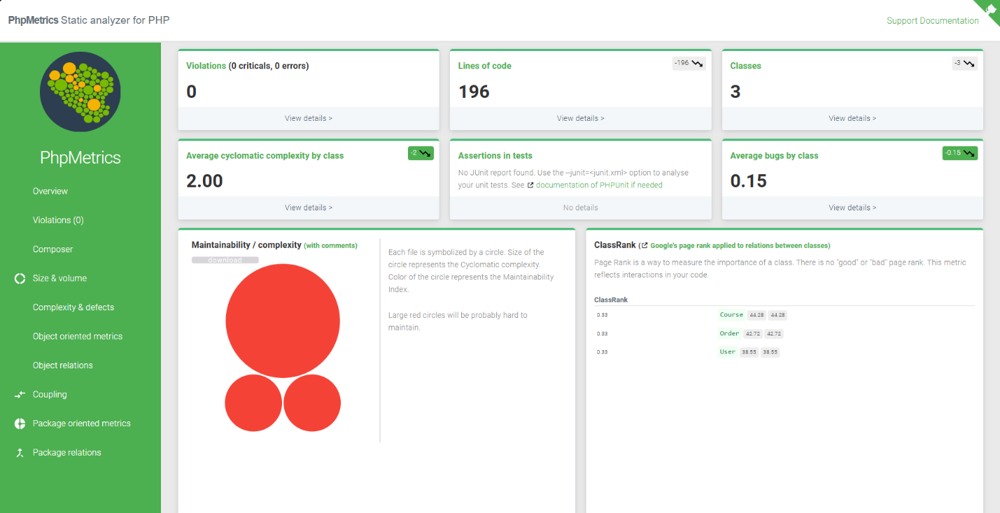 PhpMetrics Static analyzer for PHP
Support Documentation
PhpMetrics
Overview
Violations (0)
Composer
Size & volume
Complexity & defects
Object oriented metrics
Object relations
Coupling
Package oriented metrics
Package relations
Violations (0 criticals, 0 errors)
0
View details >
Lines of code
-196
196
View details >
Classes
-3
3
View details >
Average cyclomatic complexity by class
-2
2.00
View details >
Assertions in tests
No JUnit report found. Use the --junit=<junit.xml> option to analyse
your unit tests. See documentation of PHPUnit if needed
No details
Average bugs by class
-0.15
0.15
View details >
Maintainability / complexity (with comments)
download
Each file is symbolized by a circle. Size of the
circle represents the Cyclomatic complexity.
Color of the circle represents the Maintainability
Index.
Large red circles will be probably hard to
maintain.
ClassRank (Google's page rank applied to relations between classes)
Page Rank is a way to measure the importance of a class. There is no "good" or "bad" page rank. This metric
reflects interactions in your code.
ClassRank
0.33 Course 44.28 44.28
0.33 Order 42.72 42.72
0.33 User 38.55 38.55